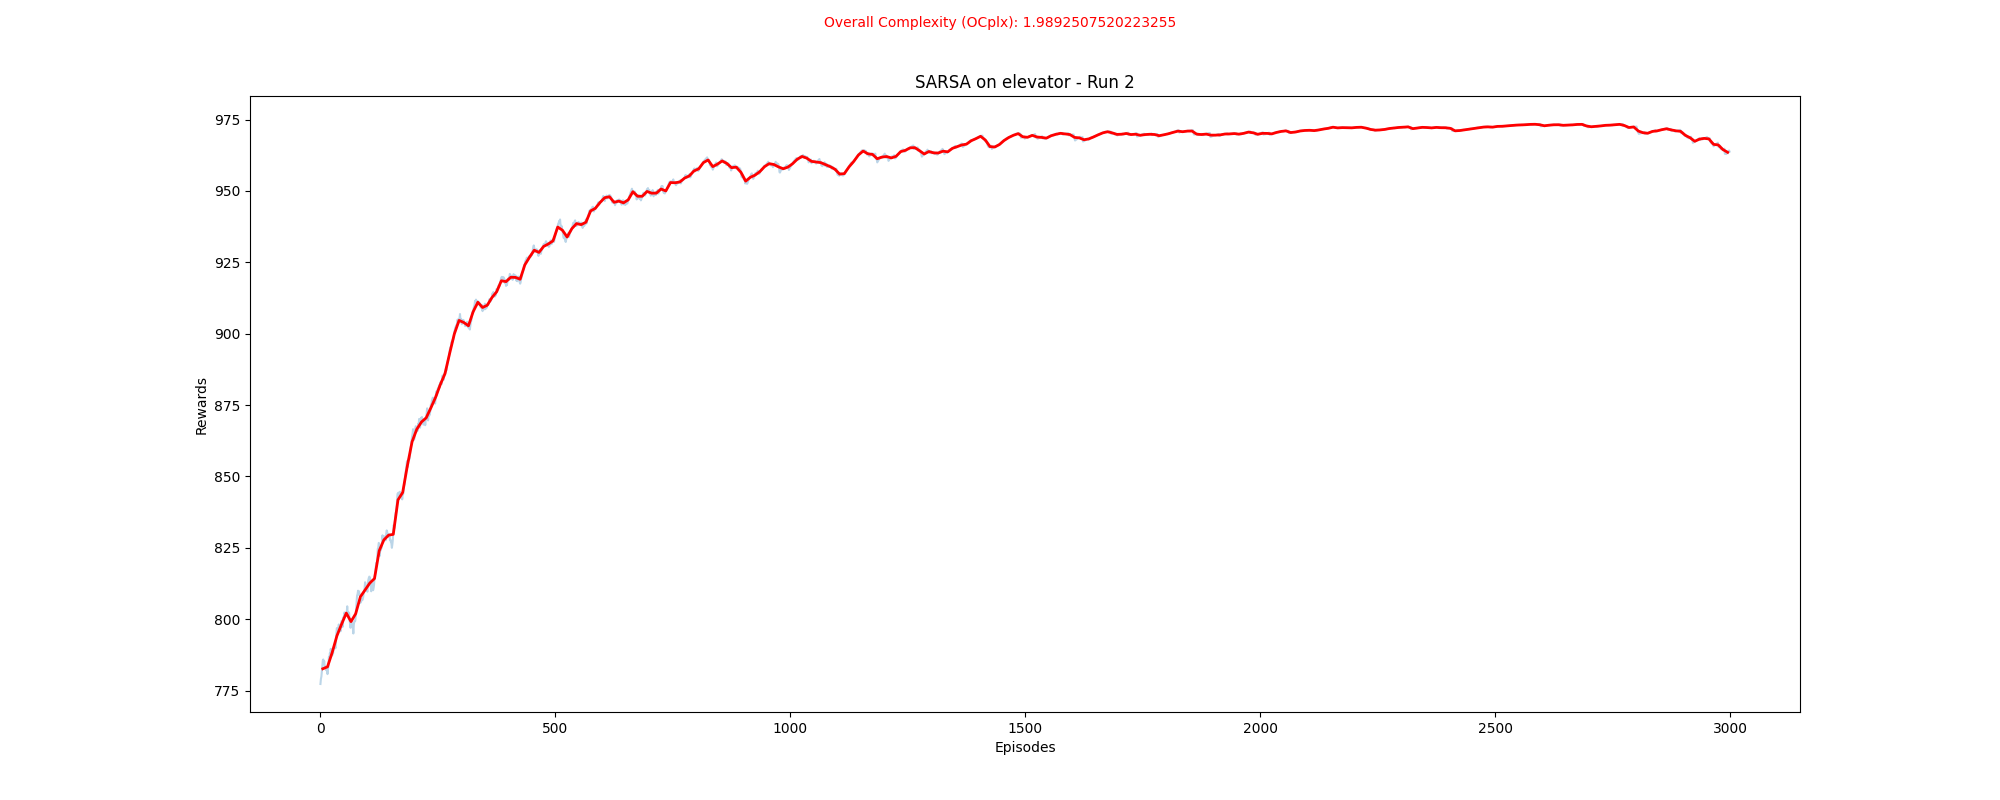 Overall Complexity (OCplx): 1.9892507520223255
SARSA on elevator - Run 2
975
950
925
900
875
850
825
800
775
Rewards
0 500 1000 1500 2000 2500 3000
Episodes